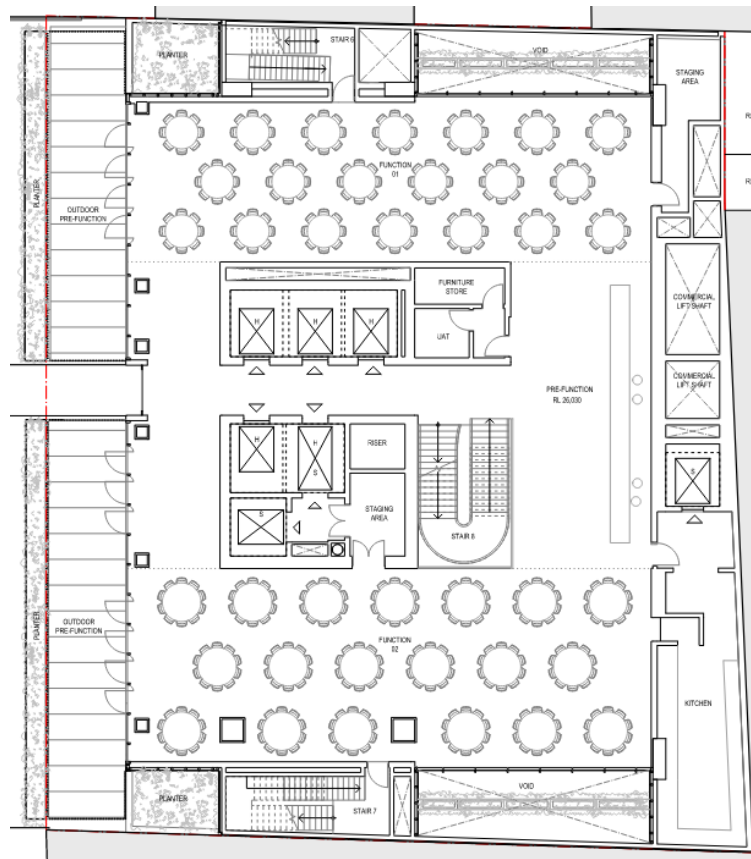 STAIR 6
VOID
PLANTER
STAGING
AREA
FUNCTION
01
PLANTER
OUTDOOR
PRE-FUNCTION
FURNITURE
STORE
UAT
H
H
H
COMMERCIAL
LIFT SHAFT
PRE-FUNCTION
RL 26,030
COMMERCIAL
LIFT SHAFT
H
H
S
RISER
S
S
STAGING
AREA
STAIR 8
PLANTER
OUTDOOR
PRE-FUNCTION
FUNCTION
02
KITCHEN
PLANTER
STAIR 7
VOID